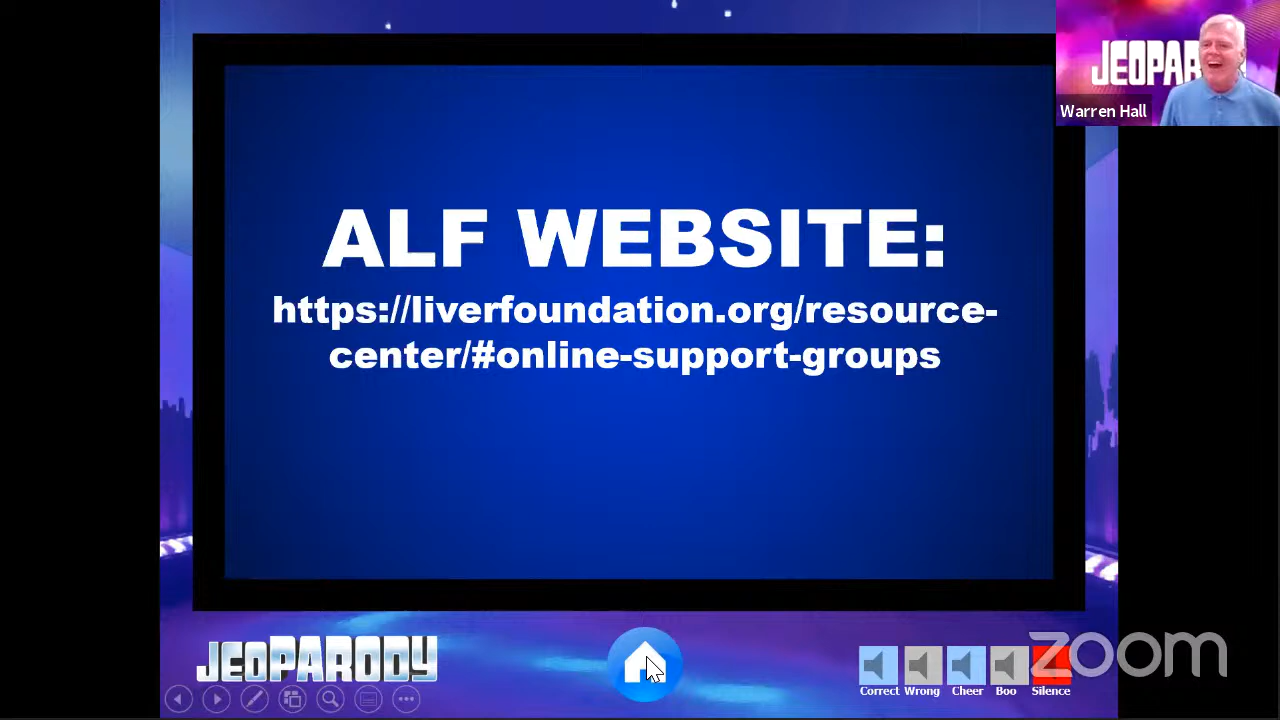 JEOPAR
Warren Hall
ALF WEBSITE:
https://liverfoundation.org/resource-
center/#online-support-groups
JEOPARODY
Correct Wrong Cheer Boo Silence
zoom